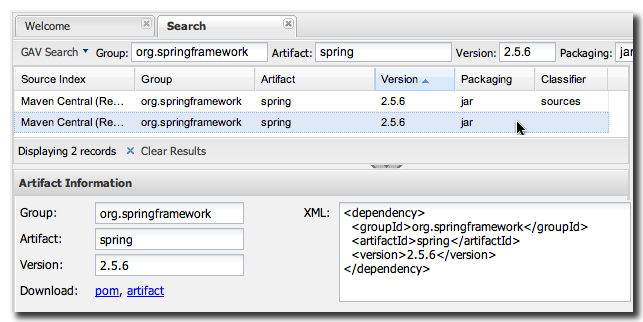 Welcome Search
GAV Search Group: org.springframework Artifact: spring Version: 2.5.6 Packaging: jar
Source Index Group Artifact Version Packaging Classifier
Maven Central (Re... org.springframework spring 2.5.6 jar sources
Maven Central (Re... org.springframework spring 2.5.6 jar
Displaying 2 records Clear Results
Artifact Information
Group: org.springframework
Artifact: spring
Version: 2.5.6
Download: pom, artifact
XML: <dependency>
<groupId>org.springframework</groupId>
<artifactId>spring</artifactId>
<version>2.5.6</version>
</dependency>